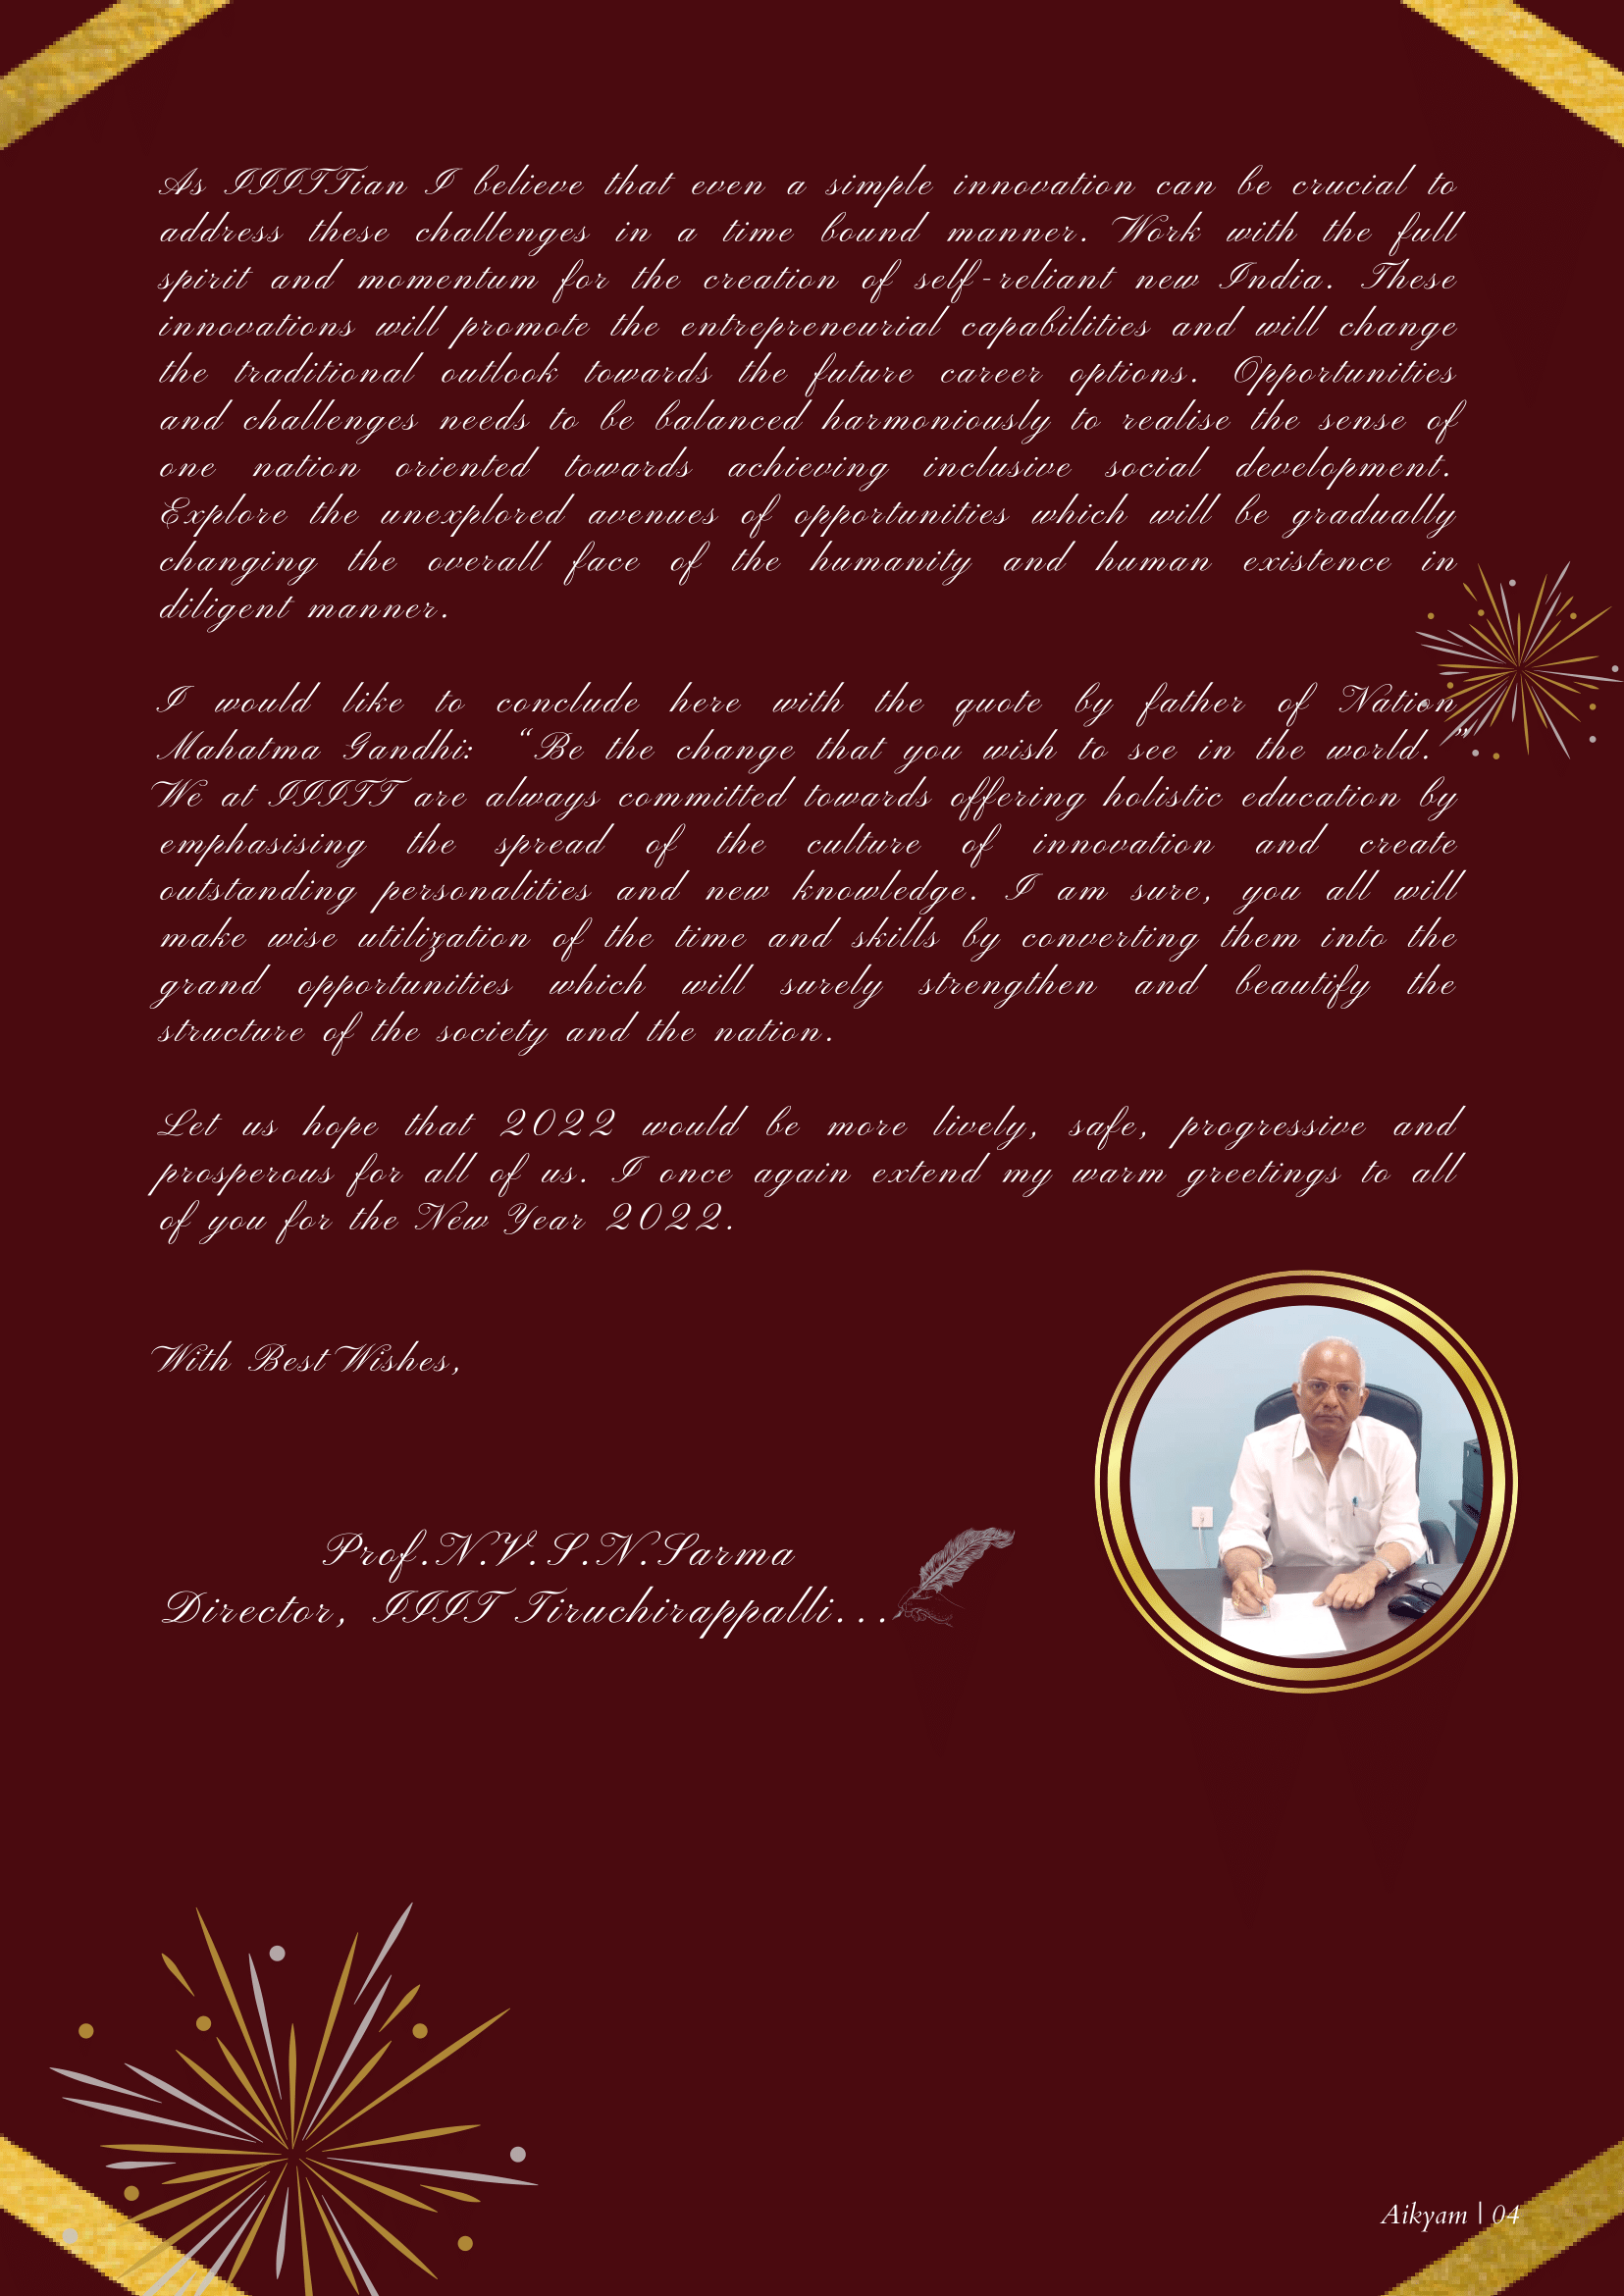 As IIITTian I believe that even a simple innovation can be crucial to
address these challenges in a time bound manner. Work with the full
spirit and momentum for the creation of self-reliant new India. These
innovations will promote the entrepreneurial capabilities and will change
the traditional outlook towards the future career options. Opportunities
and challenges needs to be balanced harmoniously to realise the sense of
one nation oriented towards achieving inclusive social development.
Explore the unexplored avenues of opportunities which will be gradually
changing the overall face of the humanity and human existence in
diligent manner.
I would like to conclude here with the quote by father of Nation
Mahatma Gandhi: “Be the change that you wish to see in the world.”
We at IIITT are always committed towards offering holistic education by
emphasising the spread of the culture of innovation and create
outstanding personalities and new knowledge. I am sure, you all will
make wise utilization of the time and skills by converting them into the
grand opportunities which will surely strengthen and beautify the
structure of the society and the nation.
Let us hope that 2022 would be more lively, safe, progressive and
prosperous for all of us. I once again extend my warm greetings to all
of you for the New Year 2022.
With Best Wishes,
Prof.N.V.S.N.Sarma
Director, IIIT Tiruchirappalli...
Aikyam | 04